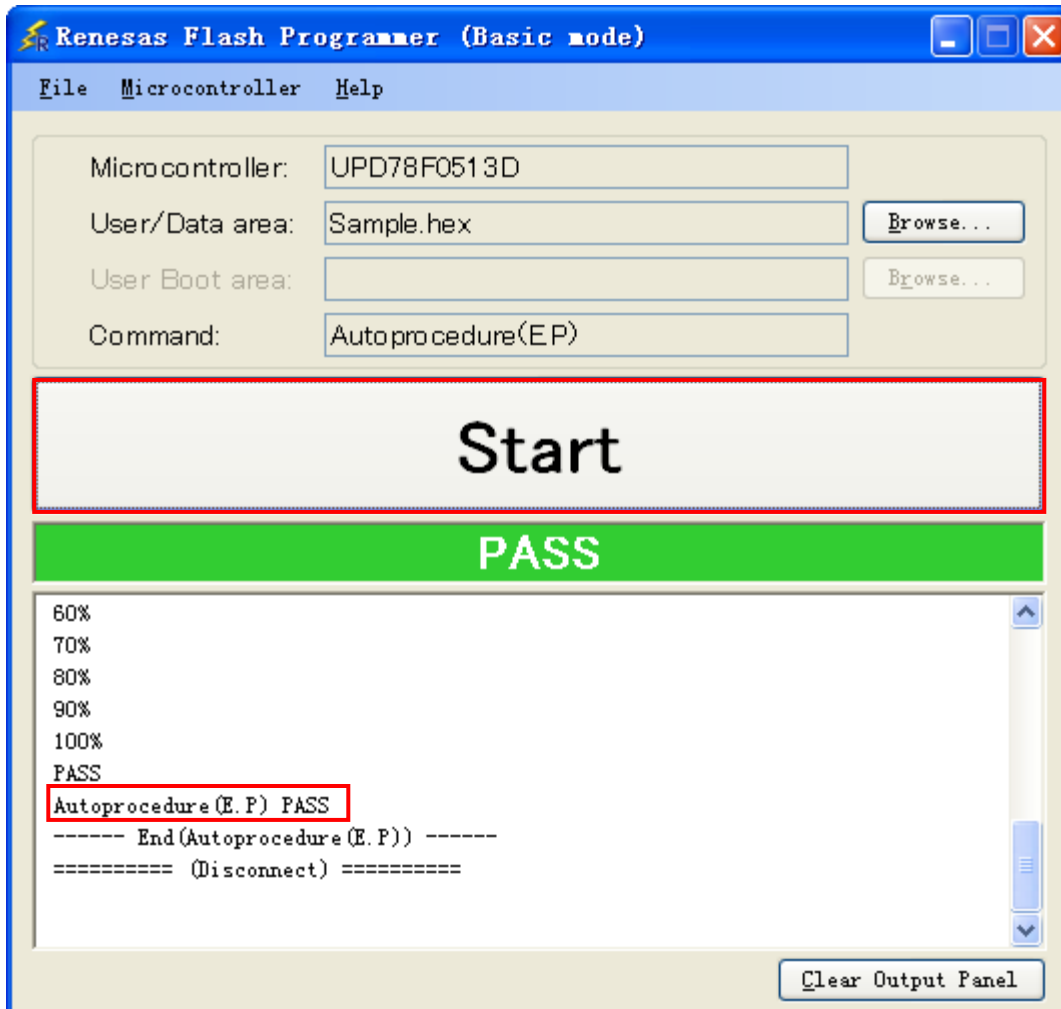 Renesas Flash Programmer (Basic mode)
File Microcontroller Help
Microcontroller: UPD78F0513D
User/Data area: Sample.hex Browse...
User Boot area: Browse...
Command: Autoprocedure(EP)
Start
PASS
60%
70%
80%
90%
100%
PASS
Autoprocedure(E.P) PASS
------ End(Autoprocedure(E.P)) ------
========== (Disconnect) ==========
Clear Output Panel